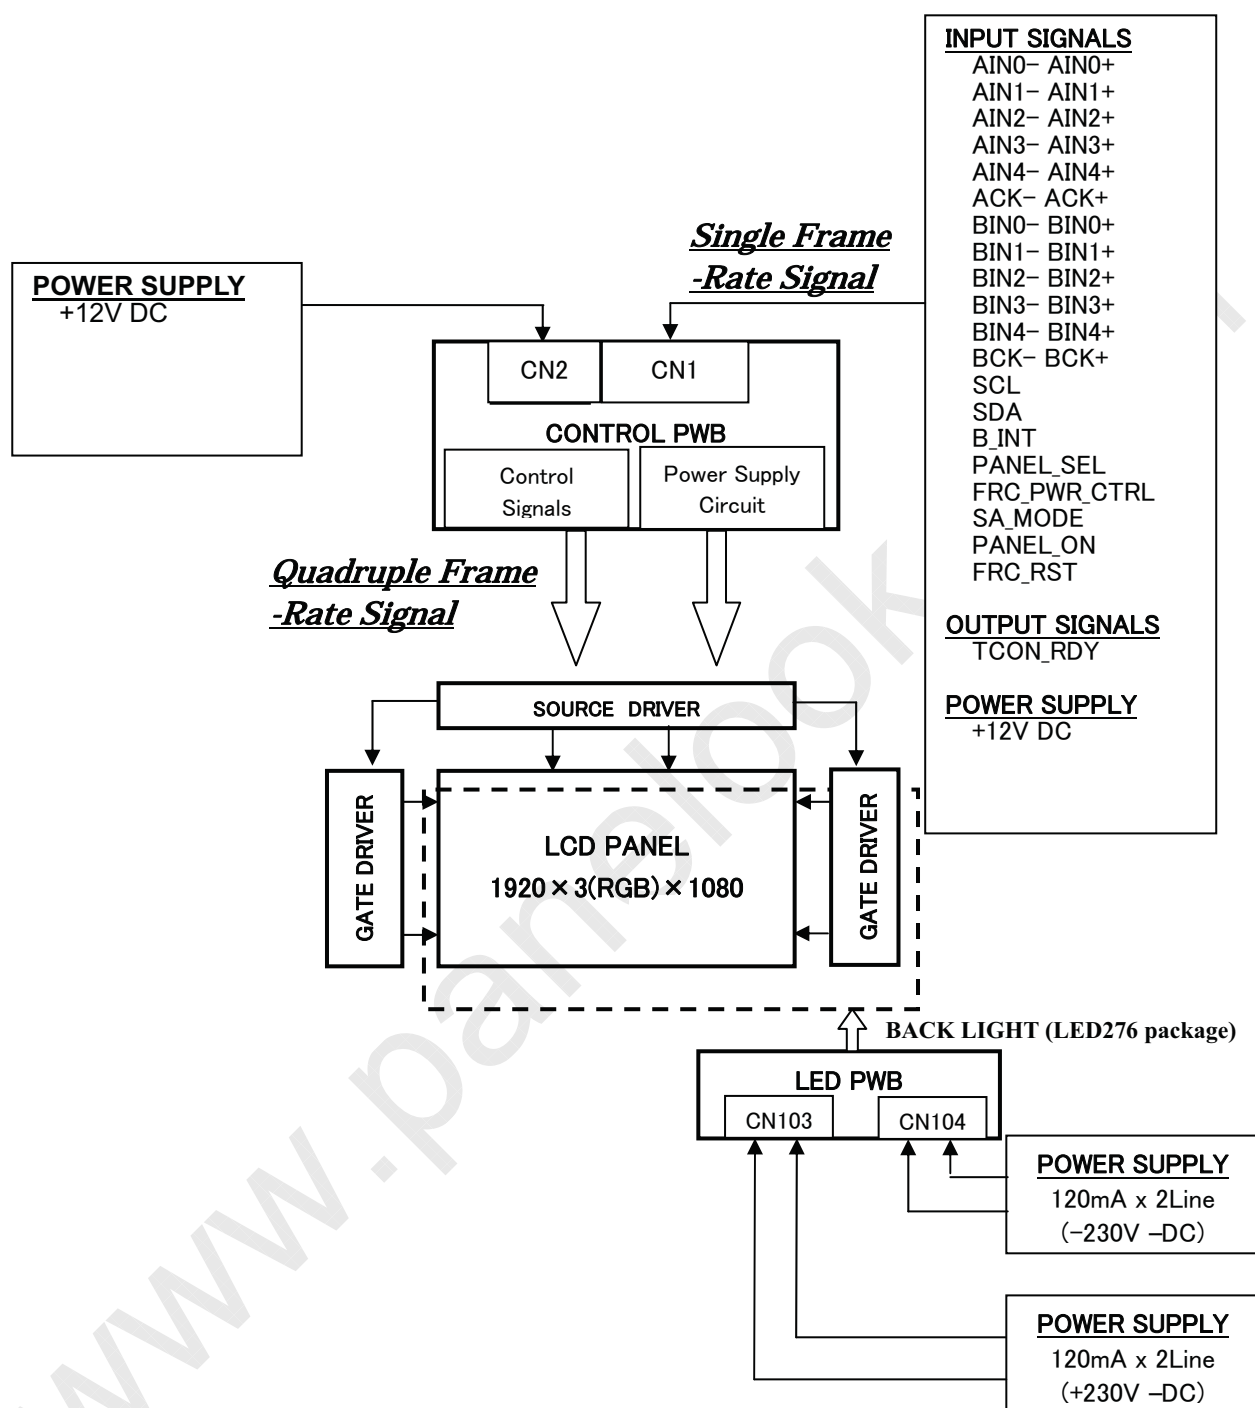 INPUT SIGNALS
AIN0- AIN0+
AIN1- AIN1+
AIN2- AIN2+
AIN3- AIN3+
AIN4- AIN4+
ACK- ACK+
BIN0- BIN0+
BIN1- BIN1+
BIN2- BIN2+
BIN3- BIN3+
BIN4- BIN4+
BCK- BCK+
SCL
SDA
B_INT
PANEL_SEL
FRC_PWR_CTRL
SA_MODE
PANEL_ON
FRC_RST
OUTPUT SIGNALS
TCON_RDY
POWER SUPPLY
+12V DC
Single Frame
-Rate Signal
POWER SUPPLY
+12V DC
CN2
CN1
CONTROL PWB
Control
Signals
Power Supply
Circuit
Quadruple Frame
-Rate Signal
SOURCE DRIVER
GATE DRIVER
LCD PANEL
1920×3(RGB)×1080
GATE DRIVER
BACK LIGHT (LED276 package)
LED PWB
CN103
CN104
POWER SUPPLY
120mA x 2Line
(-230V –DC)
POWER SUPPLY
120mA x 2Line
(+230V –DC)
www.panelook